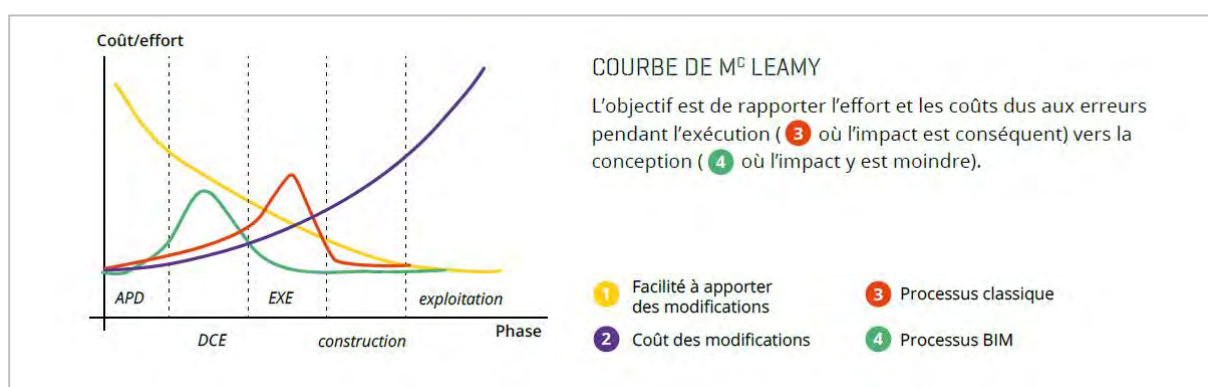 Coût/effort
APD
EXE
exploitation
Phase
DCE
construction
COURBE DE Mᶜ LEAMY
L'objectif est de rapporter l'effort et les coûts dus aux erreurs
pendant l'exécution ( 3 où l'impact est conséquent) vers la
conception ( 4 où l'impact y est moindre).
1 Facilité à apporter
des modifications
2 Coût des modifications
3 Processus classique
4 Processus BIM